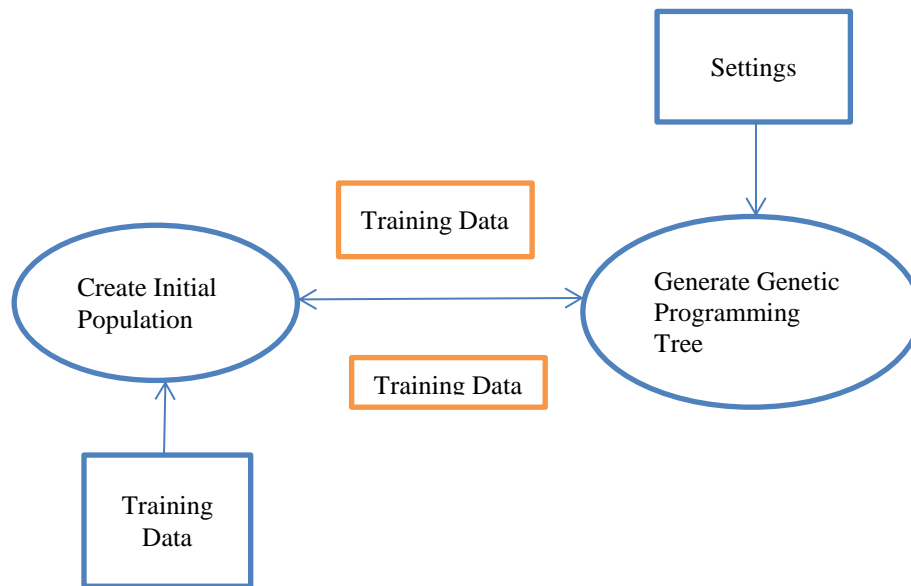 Settings
Training Data
Create Initial
Population
Generate Genetic
Programming
Tree
Training Data
Training
Data